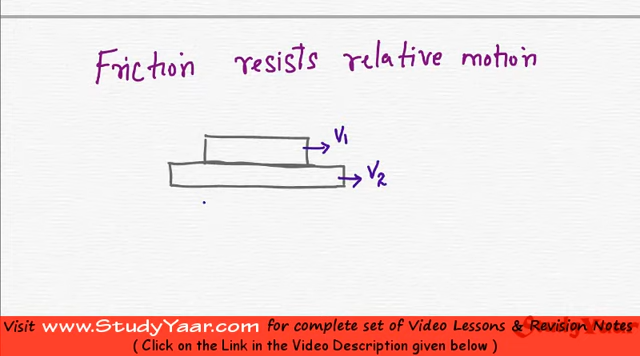 Friction resists relative motion
V1
V2
Visit www.StudyYaar.com for complete set of Video Lessons & Revision Notes
StudyYaar
( Click on the Link in the Video Description given below )